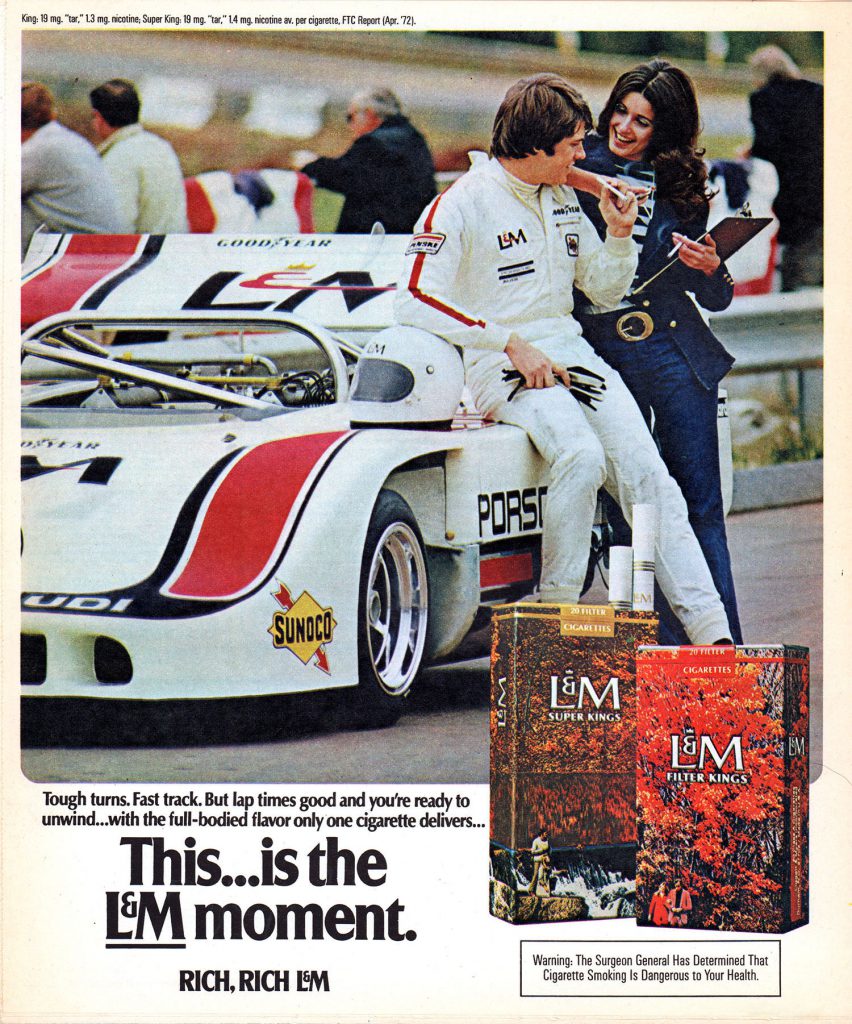 King: 19 mg. "tar," 1.3 mg. nicotine; Super King: 19 mg. "tar," 1.4 mg. nicotine av. per cigarette, FTC Report (Apr. '72).
GOODYEAR
L&M
PENSKE
L&M
GOODYEAR
L&M
GOODYEAR
M
PORS
UDI
SUNOCO
20 FILTER
CIGARETTES
L&M
L&M
SUPER KINGS
20 FILTER
CIGARETTES
L&M
FILTER KINGS
L&M
Tough turns. Fast track. But lap times good and you're ready to
unwind...with the full-bodied flavor only one cigarette delivers...
This...is the
L&M moment.
RICH, RICH L&M
Warning: The Surgeon General Has Determined That
Cigarette Smoking Is Dangerous to Your Health.